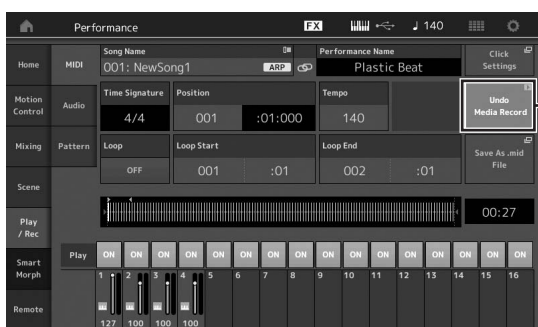 Performance FX 140
Home MIDI Song Name Performance Name Click Settings
001: NewSong1 ARP Plastic Beat
Motion Control Audio Time Signature Position Tempo Undo Media Record
4/4 001 :01:000 140
Mixing Pattern Loop Loop Start Loop End Save As .mid File
OFF 001 :01 002 :01
Scene
Play / Rec 00:27
Play ON ON ON ON ON ON ON ON ON ON ON ON ON ON ON ON
Smart Morph 1 2 3 4 5 6 7 8 9 10 11 12 13 14 15 16
Remote 127 100 100 100